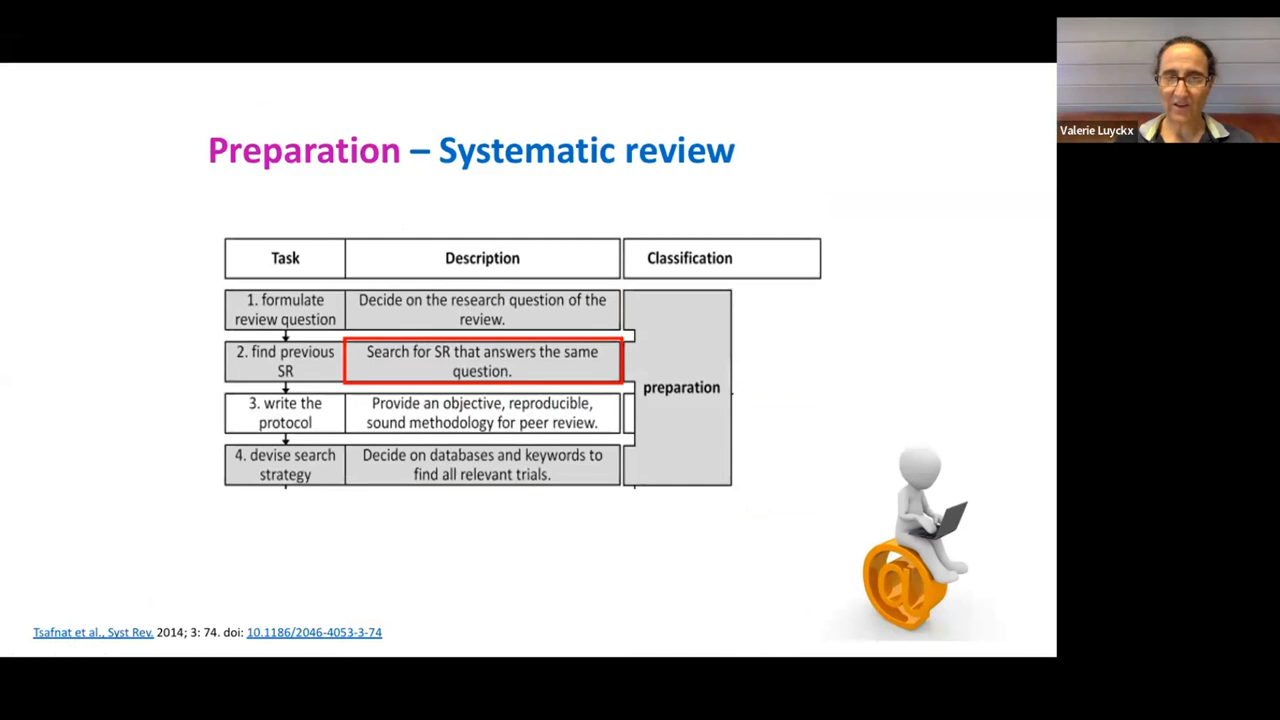 Preparation – Systematic review
Task
Description
Classification
1. formulate
review question
Decide on the research question of the
review.
2. find previous
SR
Search for SR that answers the same
question.
3. write the
protocol
Provide an objective, reproducible,
sound methodology for peer review.
4. devise search
strategy
Decide on databases and keywords to
find all relevant trials.
preparation
@
Tsafnat et al., Syst Rev. 2014; 3: 74. doi: 10.1186/2046-4053-3-74
Valerie Luyckx